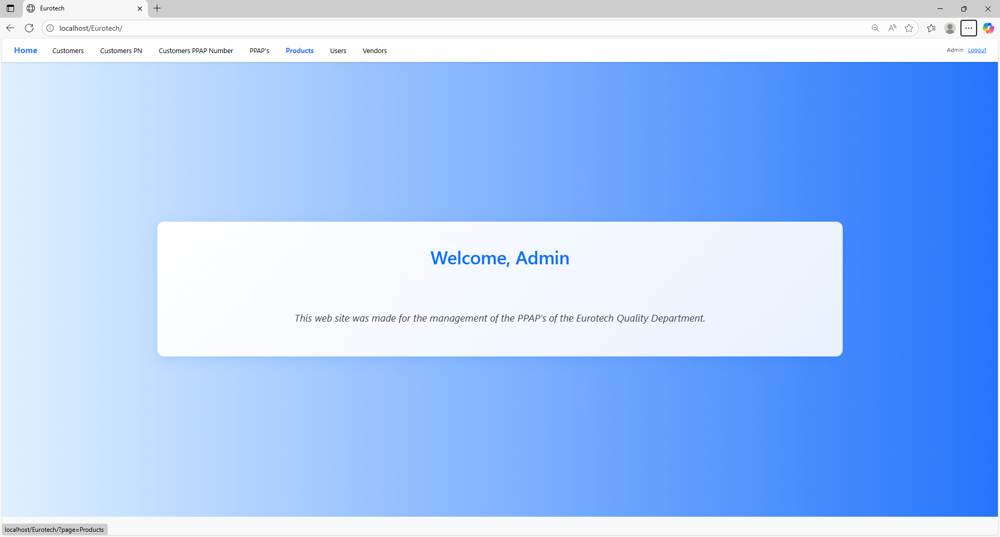 Eurotech
localhost/Eurotech/
Home Customers Customers PN Customers PPAP Number PPAP's Products Users Vendors Admin Logout
Welcome, Admin
This web site was made for the management of the PPAP's of the Eurotech Quality Department.
localhost/Eurotech/?page=Products